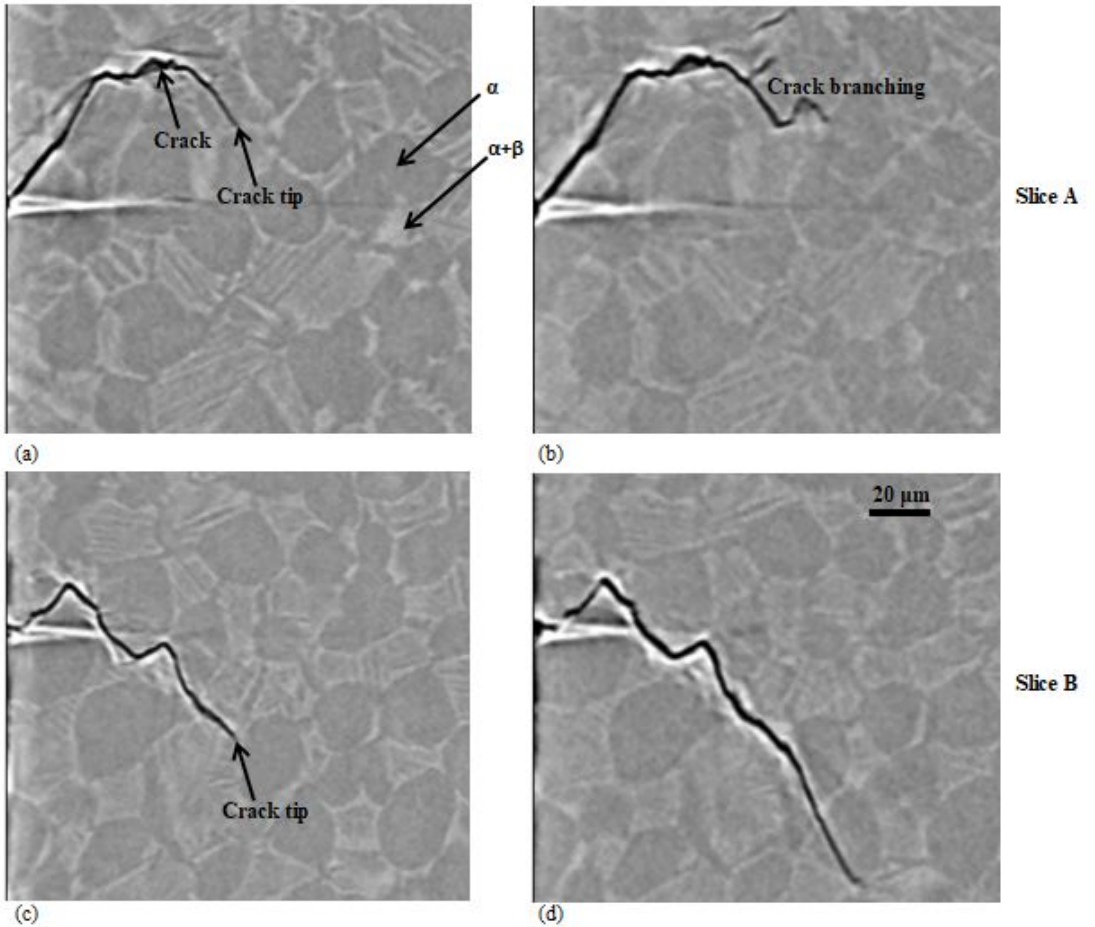 Crack
Crack tip
α
α+β
(a)
Crack branching
Slice A
(b)
Crack tip
(c)
20 μm
Slice B
(d)